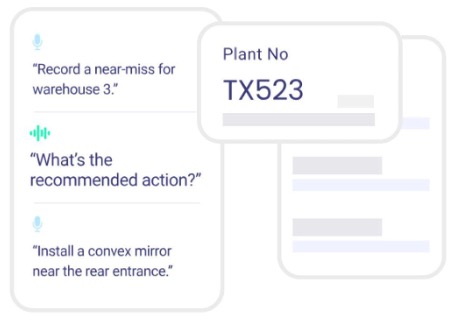 “Record a near-miss for
warehouse 3.”
“What’s the
recommended action?”
“Install a convex mirror
near the rear entrance.”
Plant No
TX523